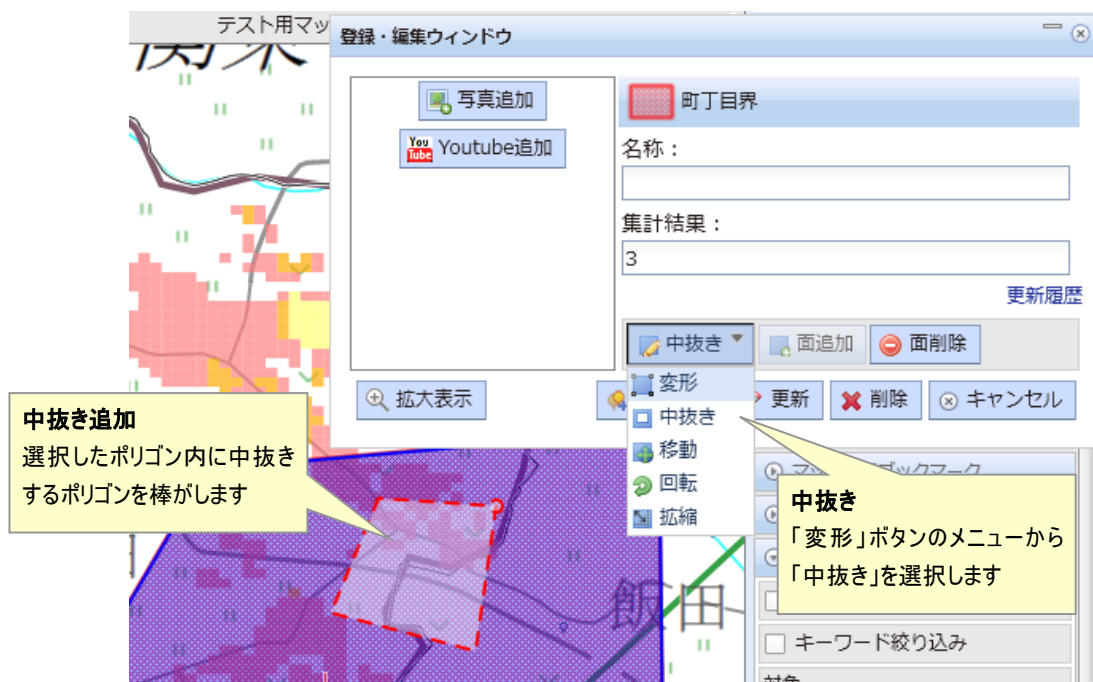 テスト用マッ
登録・編集ウィンドウ
写真追加
You Tube Youtube追加
町丁目界
名称：
集計結果：
3
更新履歴
中抜き
面追加
面削除
変形
中抜き
移動
回転
拡縮
拡大表示
更新
削除
キャンセル
中抜き追加
選択したポリゴン内に中抜き
するポリゴンを棒がします
中抜き
「変形」ボタンのメニューから
「中抜き」を選択します
キーワード絞り込み
対象
飯田